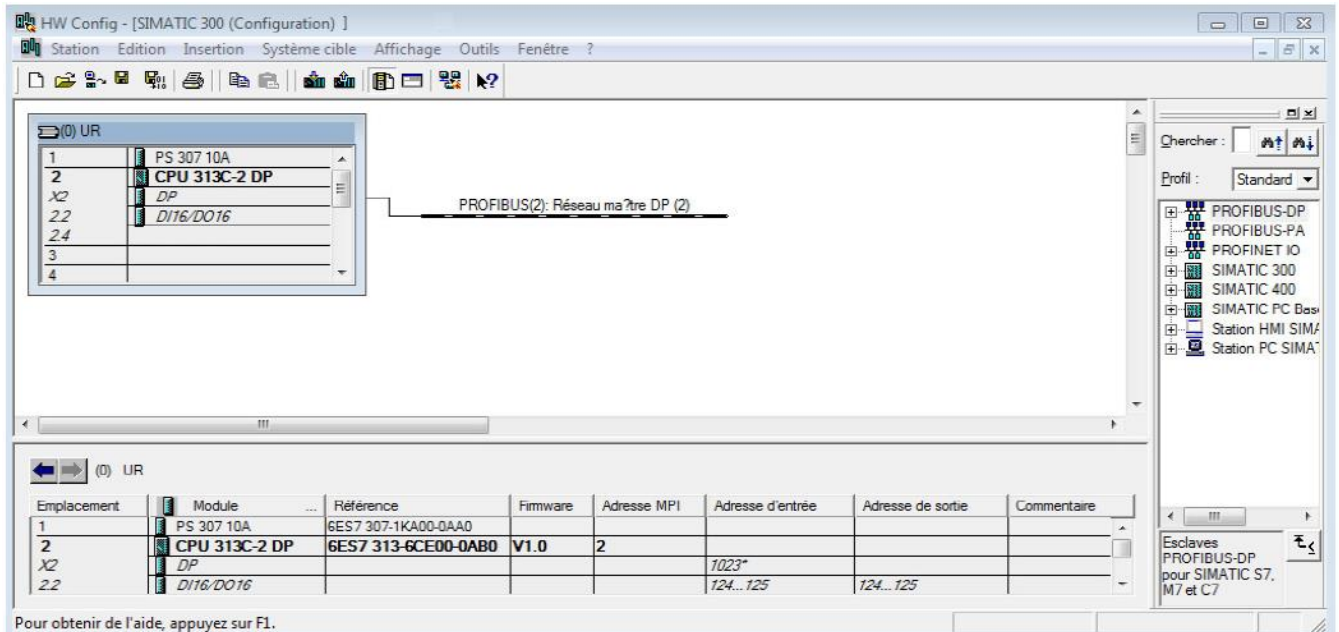 HW Config - [SIMATIC 300 (Configuration) ]
Station Edition Insertion Système cible Affichage Outils Fenêtre ?
(0) UR
1 PS 307 10A
2 CPU 313C-2 DP
X2 DP
2.2 DI16/DO16
2.4
3
4
PROFIBUS(2): Réseau ma?tre DP (2)
Chercher :
Profil : Standard
PROFIBUS-DP
PROFIBUS-PA
PROFINET IO
SIMATIC 300
SIMATIC 400
SIMATIC PC Bas
Station HMI SIMA
Station PC SIMAT
Esclaves
PROFIBUS-DP
pour SIMATIC S7,
M7 et C7
(0) UR
Emplacement Module ... Référence Firmware Adresse MPI Adresse d'entrée Adresse de sortie Commentaire
1 PS 307 10A 6ES7 307-1KA00-0AA0
2 CPU 313C-2 DP 6ES7 313-6CE00-0AB0 V1.0 2
X2 DP 1023*
2.2 DI16/DO16 124...125 124...125
Pour obtenir de l'aide, appuyez sur F1.